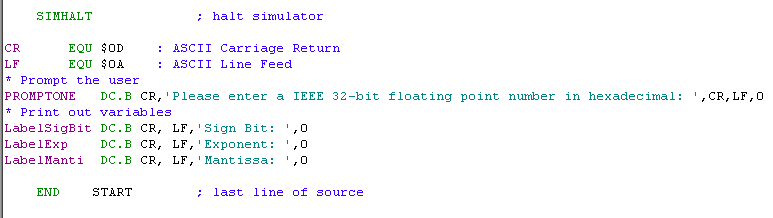 SIMHALT ; halt simulator
CR EQU $0D : ASCII Carriage Return
LF EQU $0A : ASCII Line Feed
* Prompt the user
PROMPTONE DC.B CR,'Please enter a IEEE 32-bit floating point number in hexadecimal: ',CR,LF,0
* Print out variables
LabelSigBit DC.B CR, LF,'Sign Bit: ',0
LabelExp DC.B CR, LF,'Exponent: ',0
LabelManti DC.B CR, LF,'Mantissa: ',0
END START ; last line of source